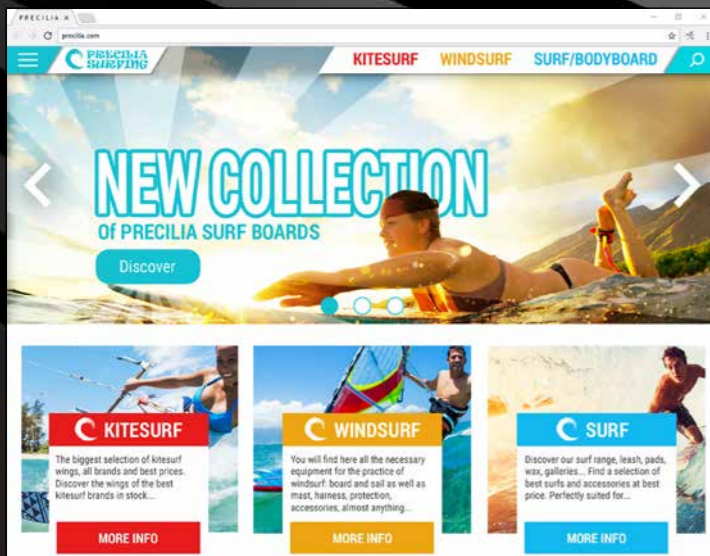 PRECILIA
precilia.com
PRECILIA
SURFING
KITESURF WINDSURF SURF/BODYBOARD
NEW COLLECTION
Of PRECILIA SURF BOARDS
Discover
KITESURF
The biggest selection of kitesurf
wings, all brands and best prices.
Discover the wings of the best
kitesurf brands in stock...
MORE INFO
WINDSURF
You will find here all the necessary
equipment for the practice of
windsurf: board and sail as well as
mast, harness, protection,
accessories, almost anything...
MORE INFO
SURF
Discover our surf range, leash, pads,
wax, galleries... Find a selection of
best surfs and accessories at best
price. Perfectly suited for...
MORE INFO